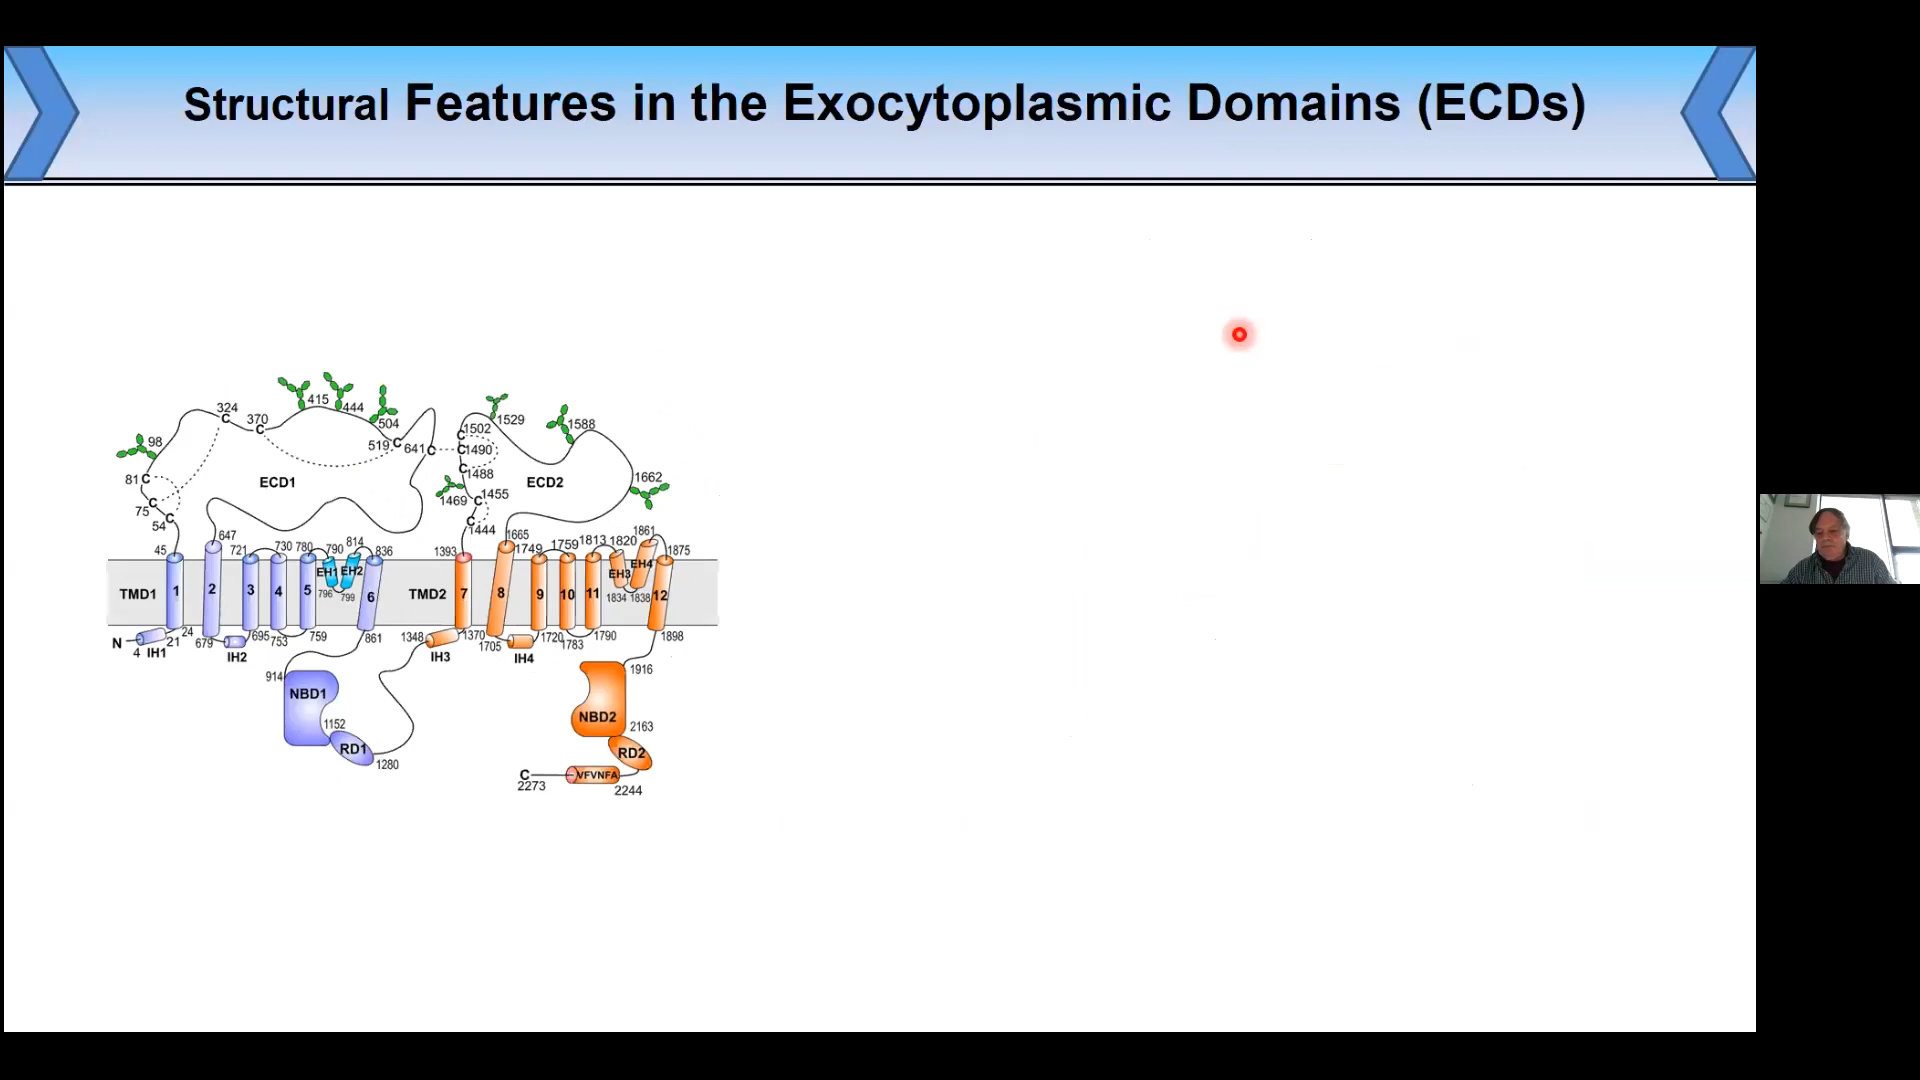 Structural Features in the Exocytoplasmic Domains (ECDs)
324 370 415 444 504 1529 1588
98 519 641 1502 1490 1488
81 ECD1 ECD2 1662
75 1469 1455
54 1444
C C C C C C C C C C C C
45 647 721 730 780 790 814 836 1393 1665 1749 1759 1813 1820 1861 1875
EH1 EH2 EH3 EH4
TMD1 1 2 3 4 5 796 799 6 TMD2 7 8 9 10 11 1834 1838 12
N 4 IH1 21 24 679 IH2 695 753 759 861 1348 IH3 1370 1705 IH4 1720 1783 1790 1898
914 1916
NBD1 NBD2
1152 2163
RD1 RD2
1280
C VFVNFA
2273 2244